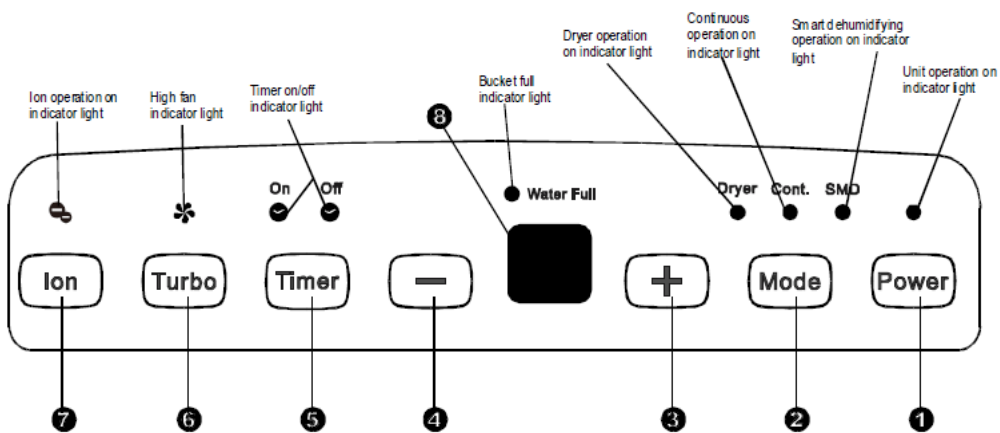 Continuous
operation on
indicator light
Smart dehumidifying
operation on indicator
light
Dryer operation
on indicator light
Unit operation on
indicator light
Bucket full
indicator light
Ion operation on
indicator light
High fan
indicator light
Timer on/off
indicator light
8
On Off
Water Full
Dryer Cont. SMD
Ion Turbo Timer − + Mode Power
7 6 5 4 3 2 1